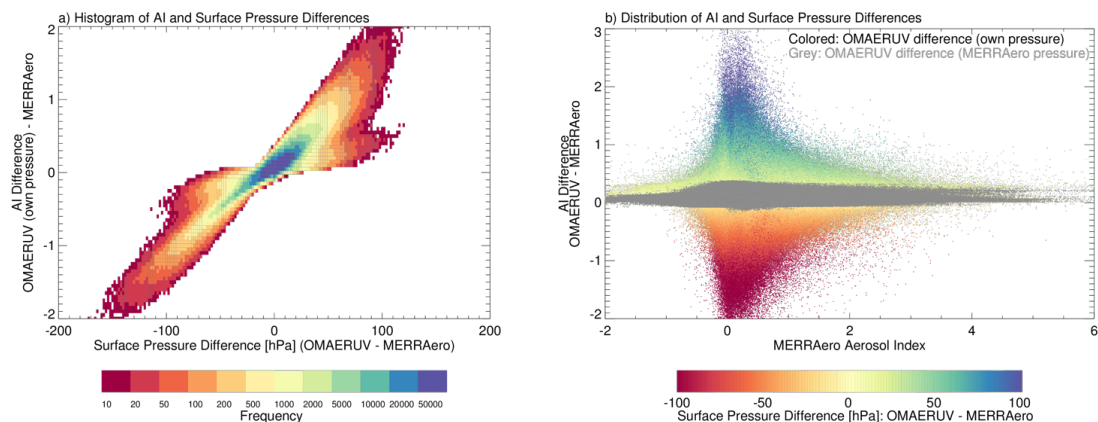 a) Histogram of AI and Surface Pressure Differences
2
1
0
-1
-2
AI Difference
OMAERUV (own pressure) - MERRAero
-200 -100 0 100 200
Surface Pressure Difference [hPa] (OMAERUV - MERRAero)
10 20 50 100 200 500 1000 2000 5000 10000 20000 50000
Frequency
b) Distribution of AI and Surface Pressure Differences
Colored: OMAERUV difference (own pressure)
Grey: OMAERUV difference (MERRAero pressure)
3
2
1
0
-1
-2
AI Difference
OMAERUV - MERRAero
-2 0 2 4 6
MERRAero Aerosol Index
-100 -50 0 50 100
Surface Pressure Difference [hPa]: OMAERUV - MERRAero